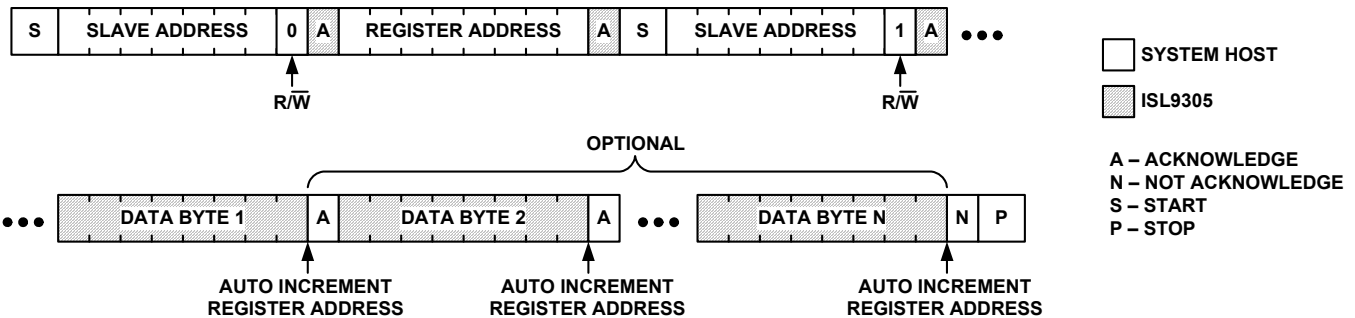 S SLAVE ADDRESS 0 A REGISTER ADDRESS A S SLAVE ADDRESS 1 A •••
R/W̅ R/W̅
SYSTEM HOST
ISL9305
A – ACKNOWLEDGE
N – NOT ACKNOWLEDGE
S – START
P – STOP
OPTIONAL
••• DATA BYTE 1 A DATA BYTE 2 A ••• DATA BYTE N N P
AUTO INCREMENT
REGISTER ADDRESS
AUTO INCREMENT
REGISTER ADDRESS
AUTO INCREMENT
REGISTER ADDRESS